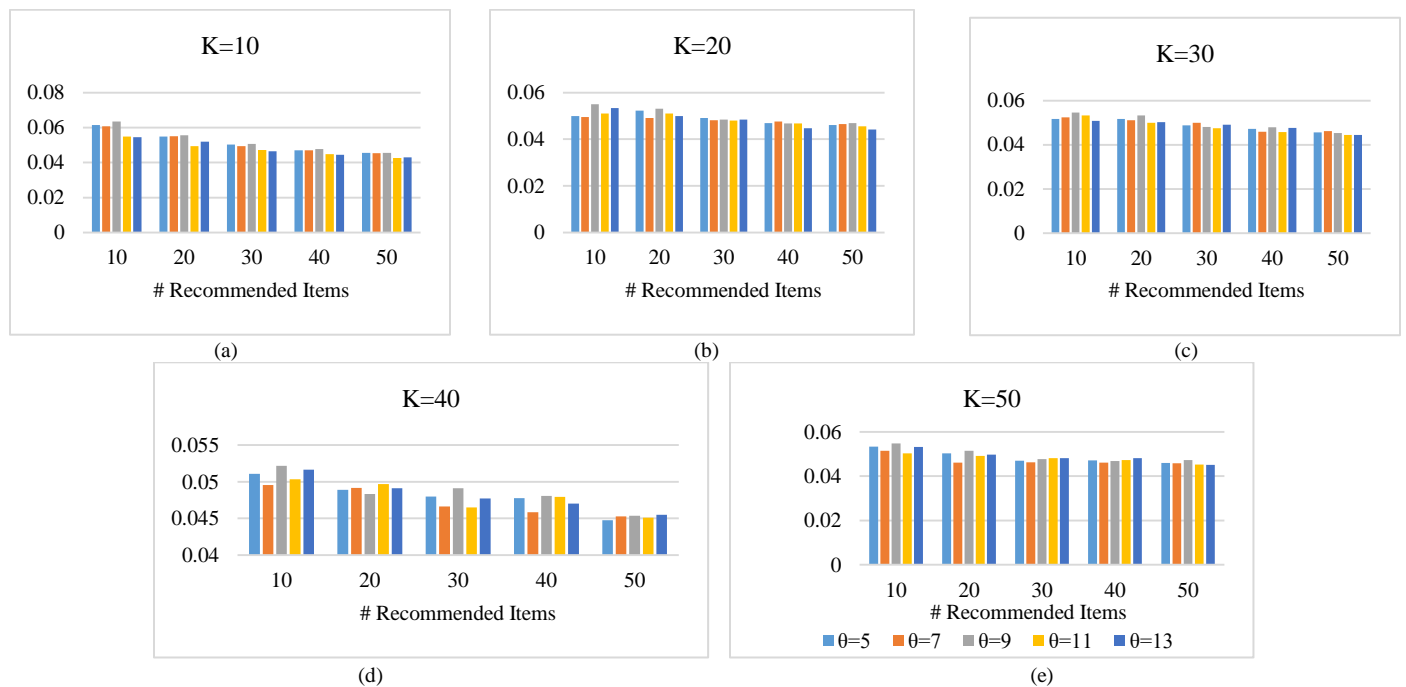 K=10
0.08
0.06
0.04
0.02
0
10 20 30 40 50
# Recommended Items
(a)
K=20
0.06
0.04
0.02
0
10 20 30 40 50
# Recommended Items
(b)
K=30
0.06
0.04
0.02
0
10 20 30 40 50
# Recommended Items
(c)
K=40
0.055
0.05
0.045
0.04
10 20 30 40 50
# Recommended Items
(d)
K=50
0.06
0.04
0.02
0
10 20 30 40 50
# Recommended Items
θ=5 θ=7 θ=9 θ=11 θ=13
(e)